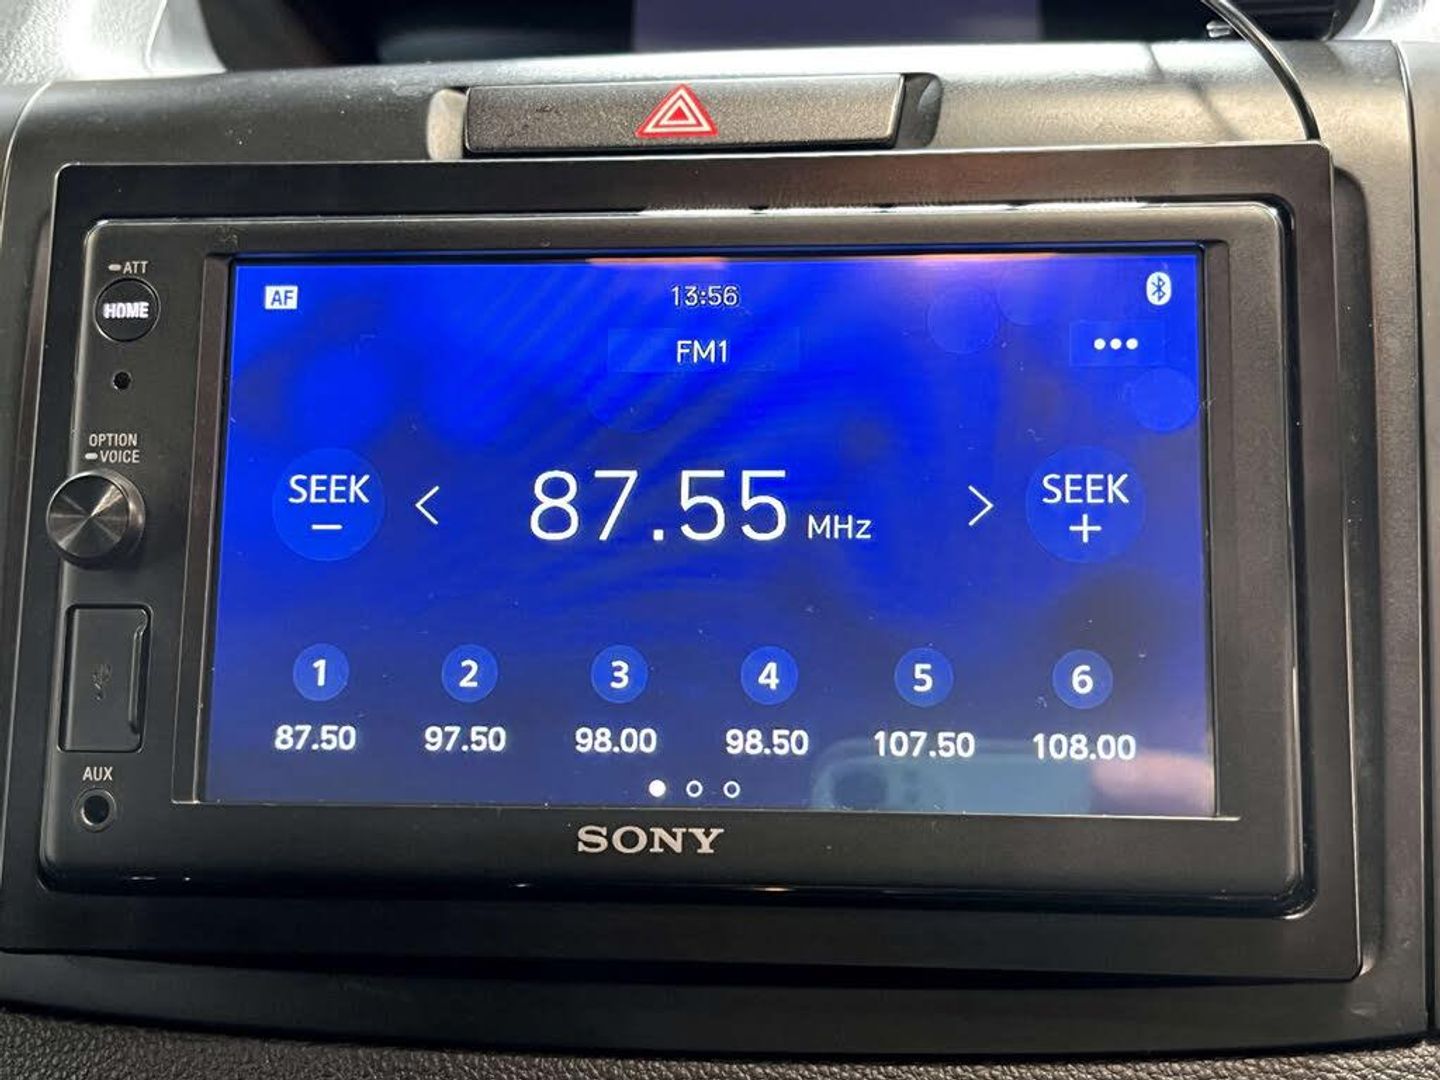 ATT
HOME
AF
13:56
FM1
•••
OPTION
VOICE
SEEK
−
<
87.55 MHz
>
SEEK
+
1 2 3 4 5 6
87.50 97.50 98.00 98.50 107.50 108.00
AUX
SONY